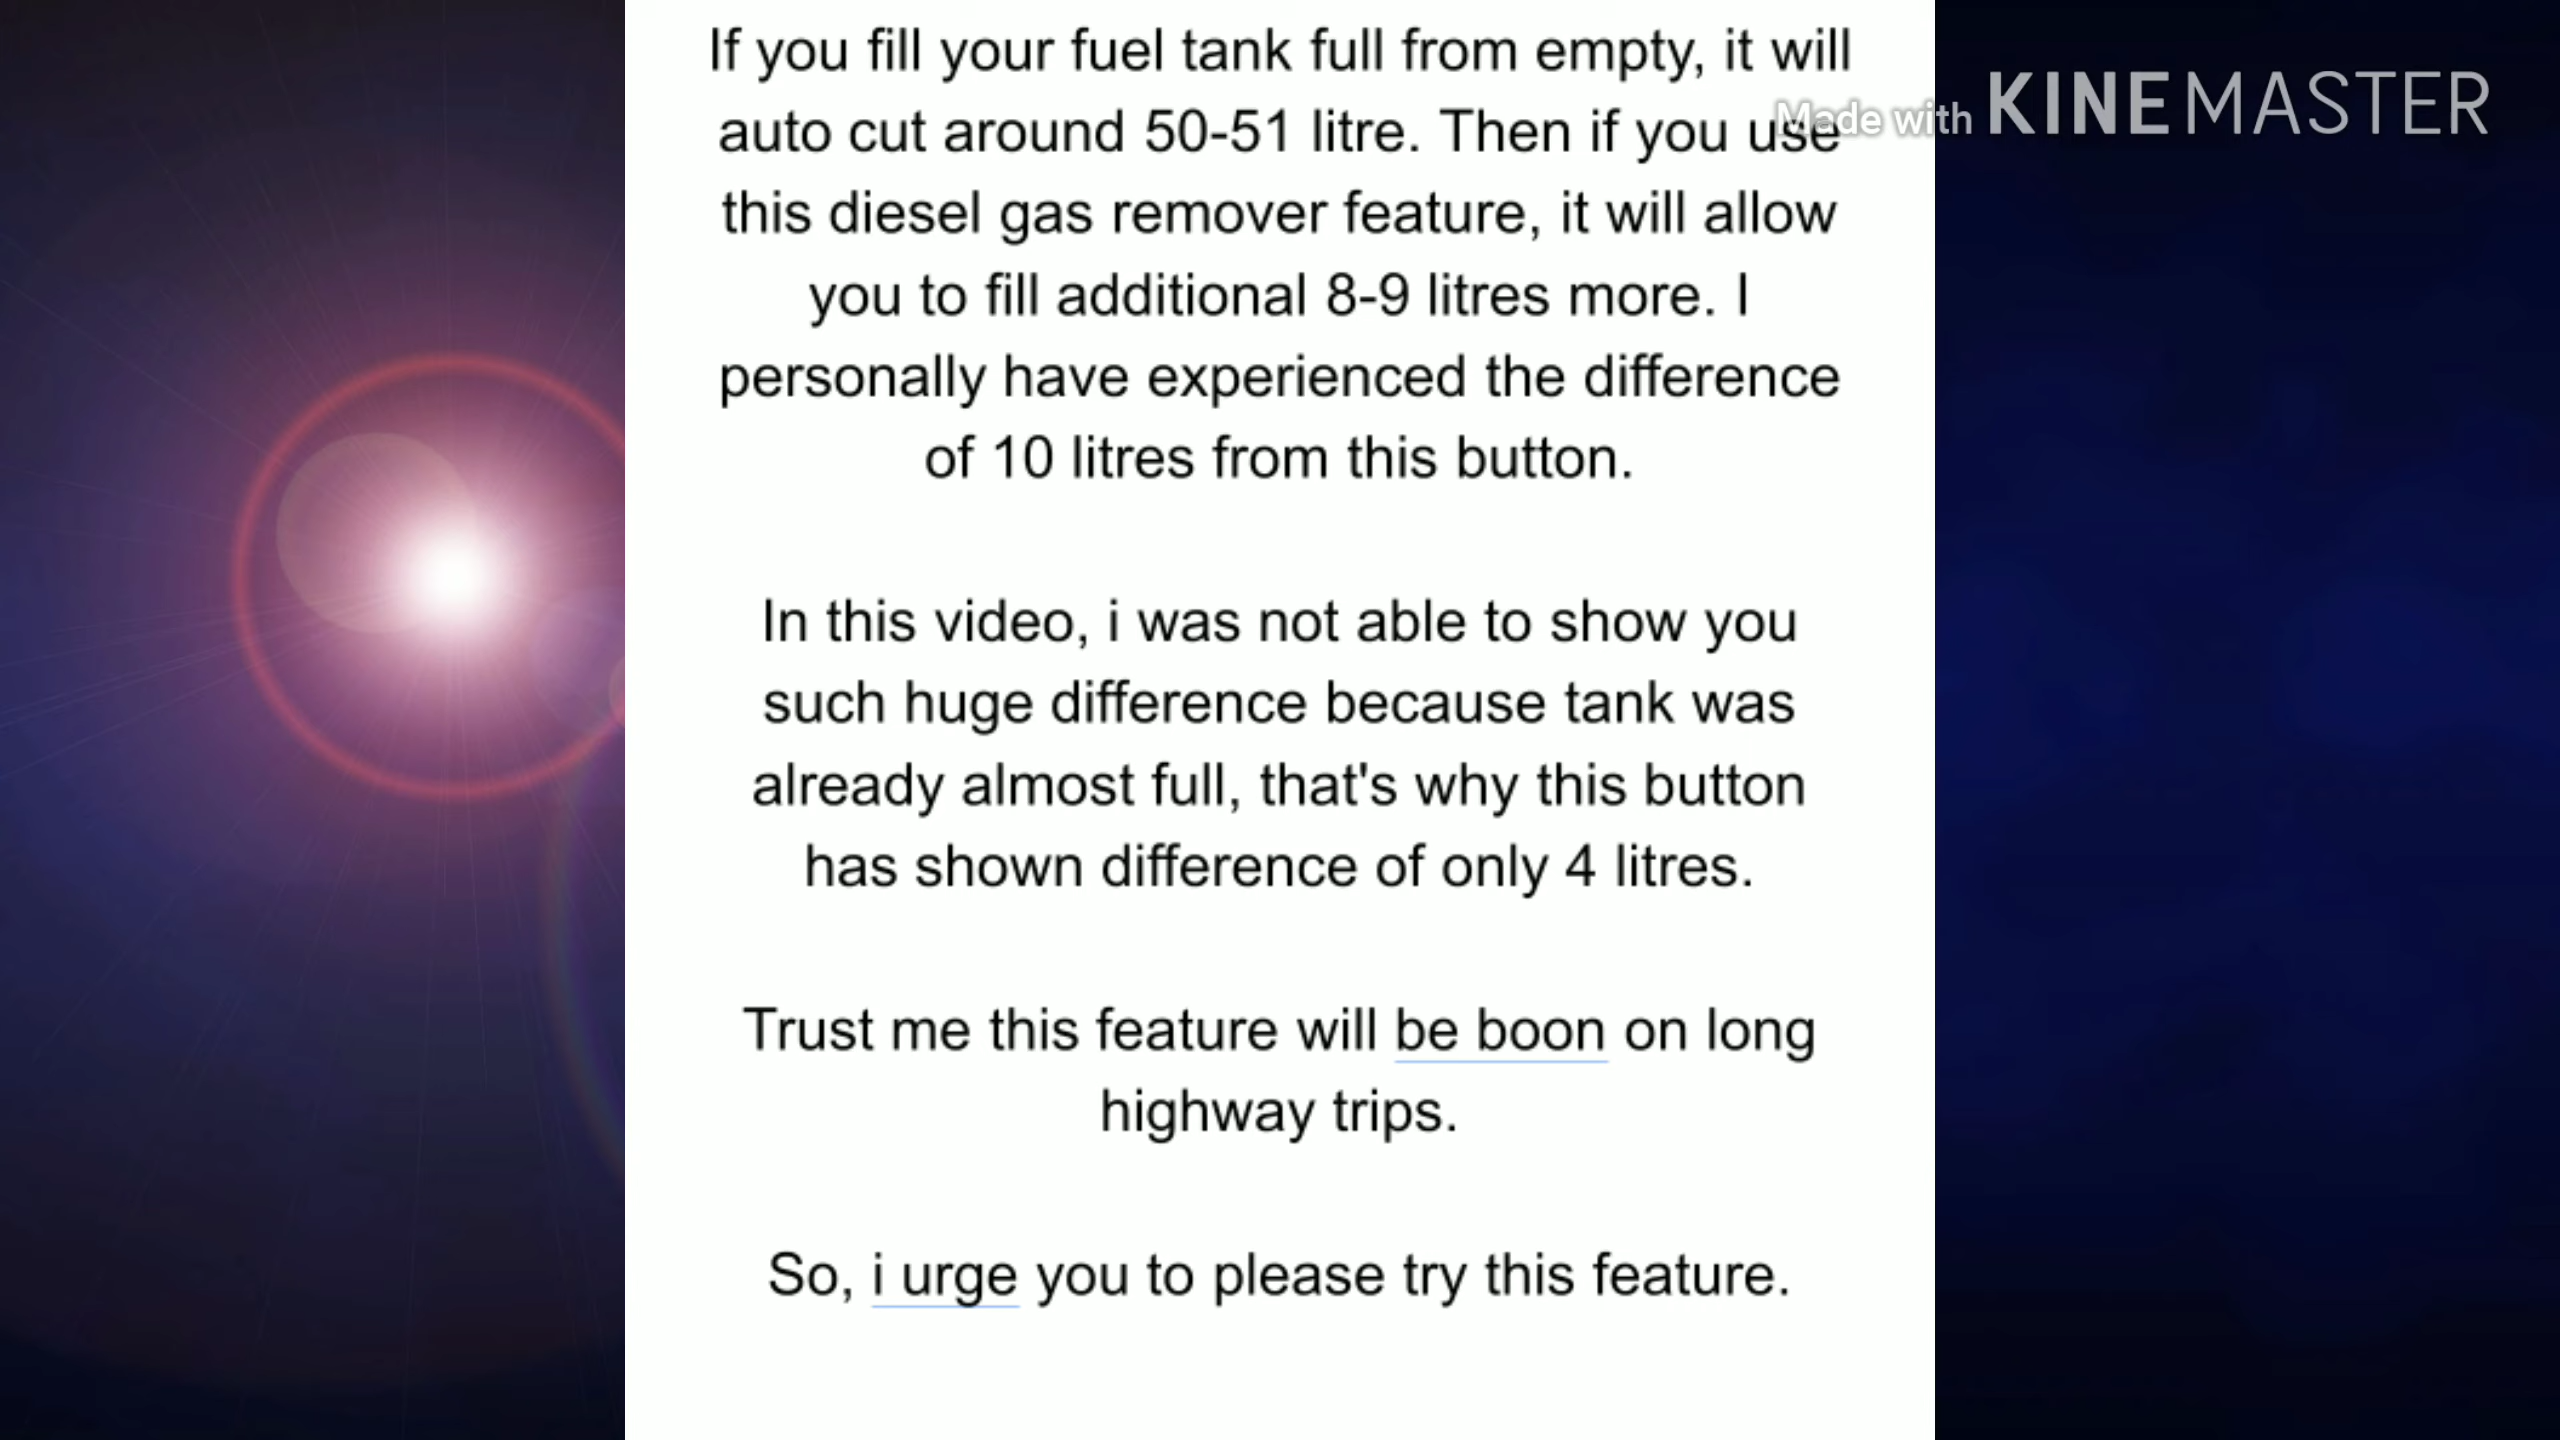 If you fill your fuel tank full from empty, it will
auto cut around 50-51 litre. Then if you use
this diesel gas remover feature, it will allow
you to fill additional 8-9 litres more. I
personally have experienced the difference
of 10 litres from this button.
In this video, i was not able to show you
such huge difference because tank was
already almost full, that's why this button
has shown difference of only 4 litres.
Trust me this feature will be boon on long
highway trips.
So, i urge you to please try this feature.
Made with KINEMASTER